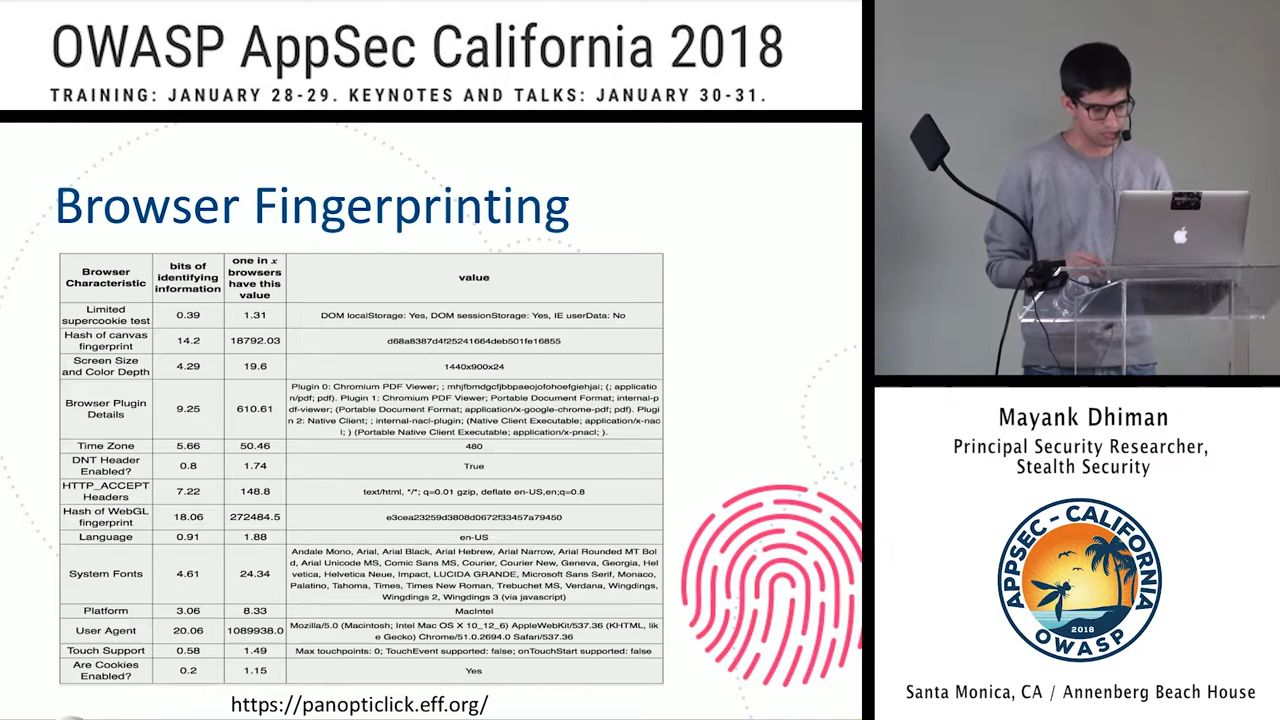 OWASP AppSec California 2018
TRAINING: JANUARY 28-29. KEYNOTES AND TALKS: JANUARY 30-31.
Browser Fingerprinting
Browser Characteristic
bits of identifying information
one in x browsers have this value
value
Limited supercookie test
0.39
1.31
DOM localStorage: Yes, DOM sessionStorage: Yes, IE userData: No
Hash of canvas fingerprint
14.2
18792.03
d68a8387d4f25241664deb501fe16855
Screen Size and Color Depth
4.29
19.6
1440x900x24
Browser Plugin Details
9.25
610.61
Plugin 0: Chromium PDF Viewer; ; mhjfbmdgcfjbbpaeojofohoefgiehjai; (; applicatio
n/pdf; pdf). Plugin 1: Chromium PDF Viewer; Portable Document Format; internal-p
df-viewer; (Portable Document Format; application/x-google-chrome-pdf; pdf). Plugi
n 2: Native Client; ; internal-nacl-plugin; (Native Client Executable; application/x-nac
l; ) (Portable Native Client Executable; application/x-pnacl; ).
Time Zone
5.66
50.46
480
DNT Header Enabled?
0.8
1.74
True
HTTP_ACCEPT Headers
7.22
148.8
text/html, */*; q=0.01 gzip, deflate en-US,en;q=0.8
Hash of WebGL fingerprint
18.06
272484.5
e3cea23259d3808d0672f33457a79450
Language
0.91
1.88
en-US
System Fonts
4.61
24.34
Andale Mono, Arial, Arial Black, Arial Hebrew, Arial Narrow, Arial Rounded MT Bol
d, Arial Unicode MS, Comic Sans MS, Courier, Courier New, Geneva, Georgia, Hel
vetica, Helvetica Neue, Impact, LUCIDA GRANDE, Microsoft Sans Serif, Monaco,
Palatino, Tahoma, Times, Times New Roman, Trebuchet MS, Verdana, Wingdings,
Wingdings 2, Wingdings 3 (via javascript)
Platform
3.06
8.33
MacIntel
User Agent
20.06
1089938.0
Mozilla/5.0 (Macintosh; Intel Mac OS X 10_12_6) AppleWebKit/537.36 (KHTML, lik
e Gecko) Chrome/51.0.2694.0 Safari/537.36
Touch Support
0.58
1.49
Max touchpoints: 0; TouchEvent supported: false; onTouchStart supported: false
Are Cookies Enabled?
0.2
1.15
Yes
https://panopticlick.eff.org/
Mayank Dhiman
Principal Security Researcher,
Stealth Security
APPSEC - CALIFORNIA
2018
OWASP
Santa Monica, CA / Annenberg Beach House